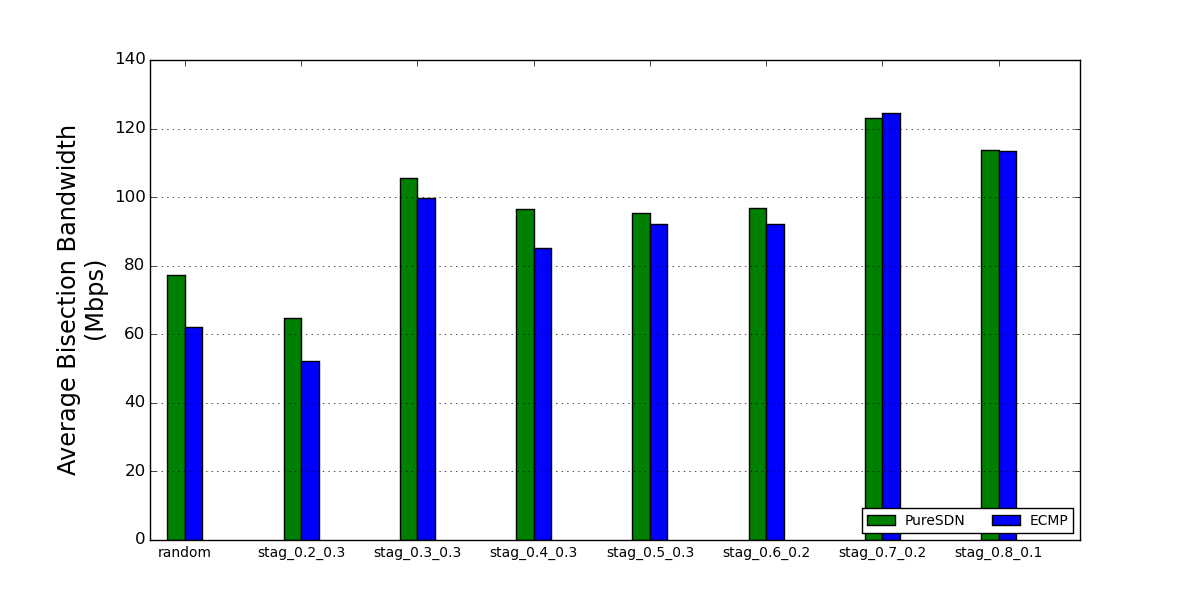 Average Bisection Bandwidth
(Mbps)
140
120
100
80
60
40
20
0
random stag_0.2_0.3 stag_0.3_0.3 stag_0.4_0.3 stag_0.5_0.3 stag_0.6_0.2 stag_0.7_0.2 stag_0.8_0.1
PureSDN ECMP